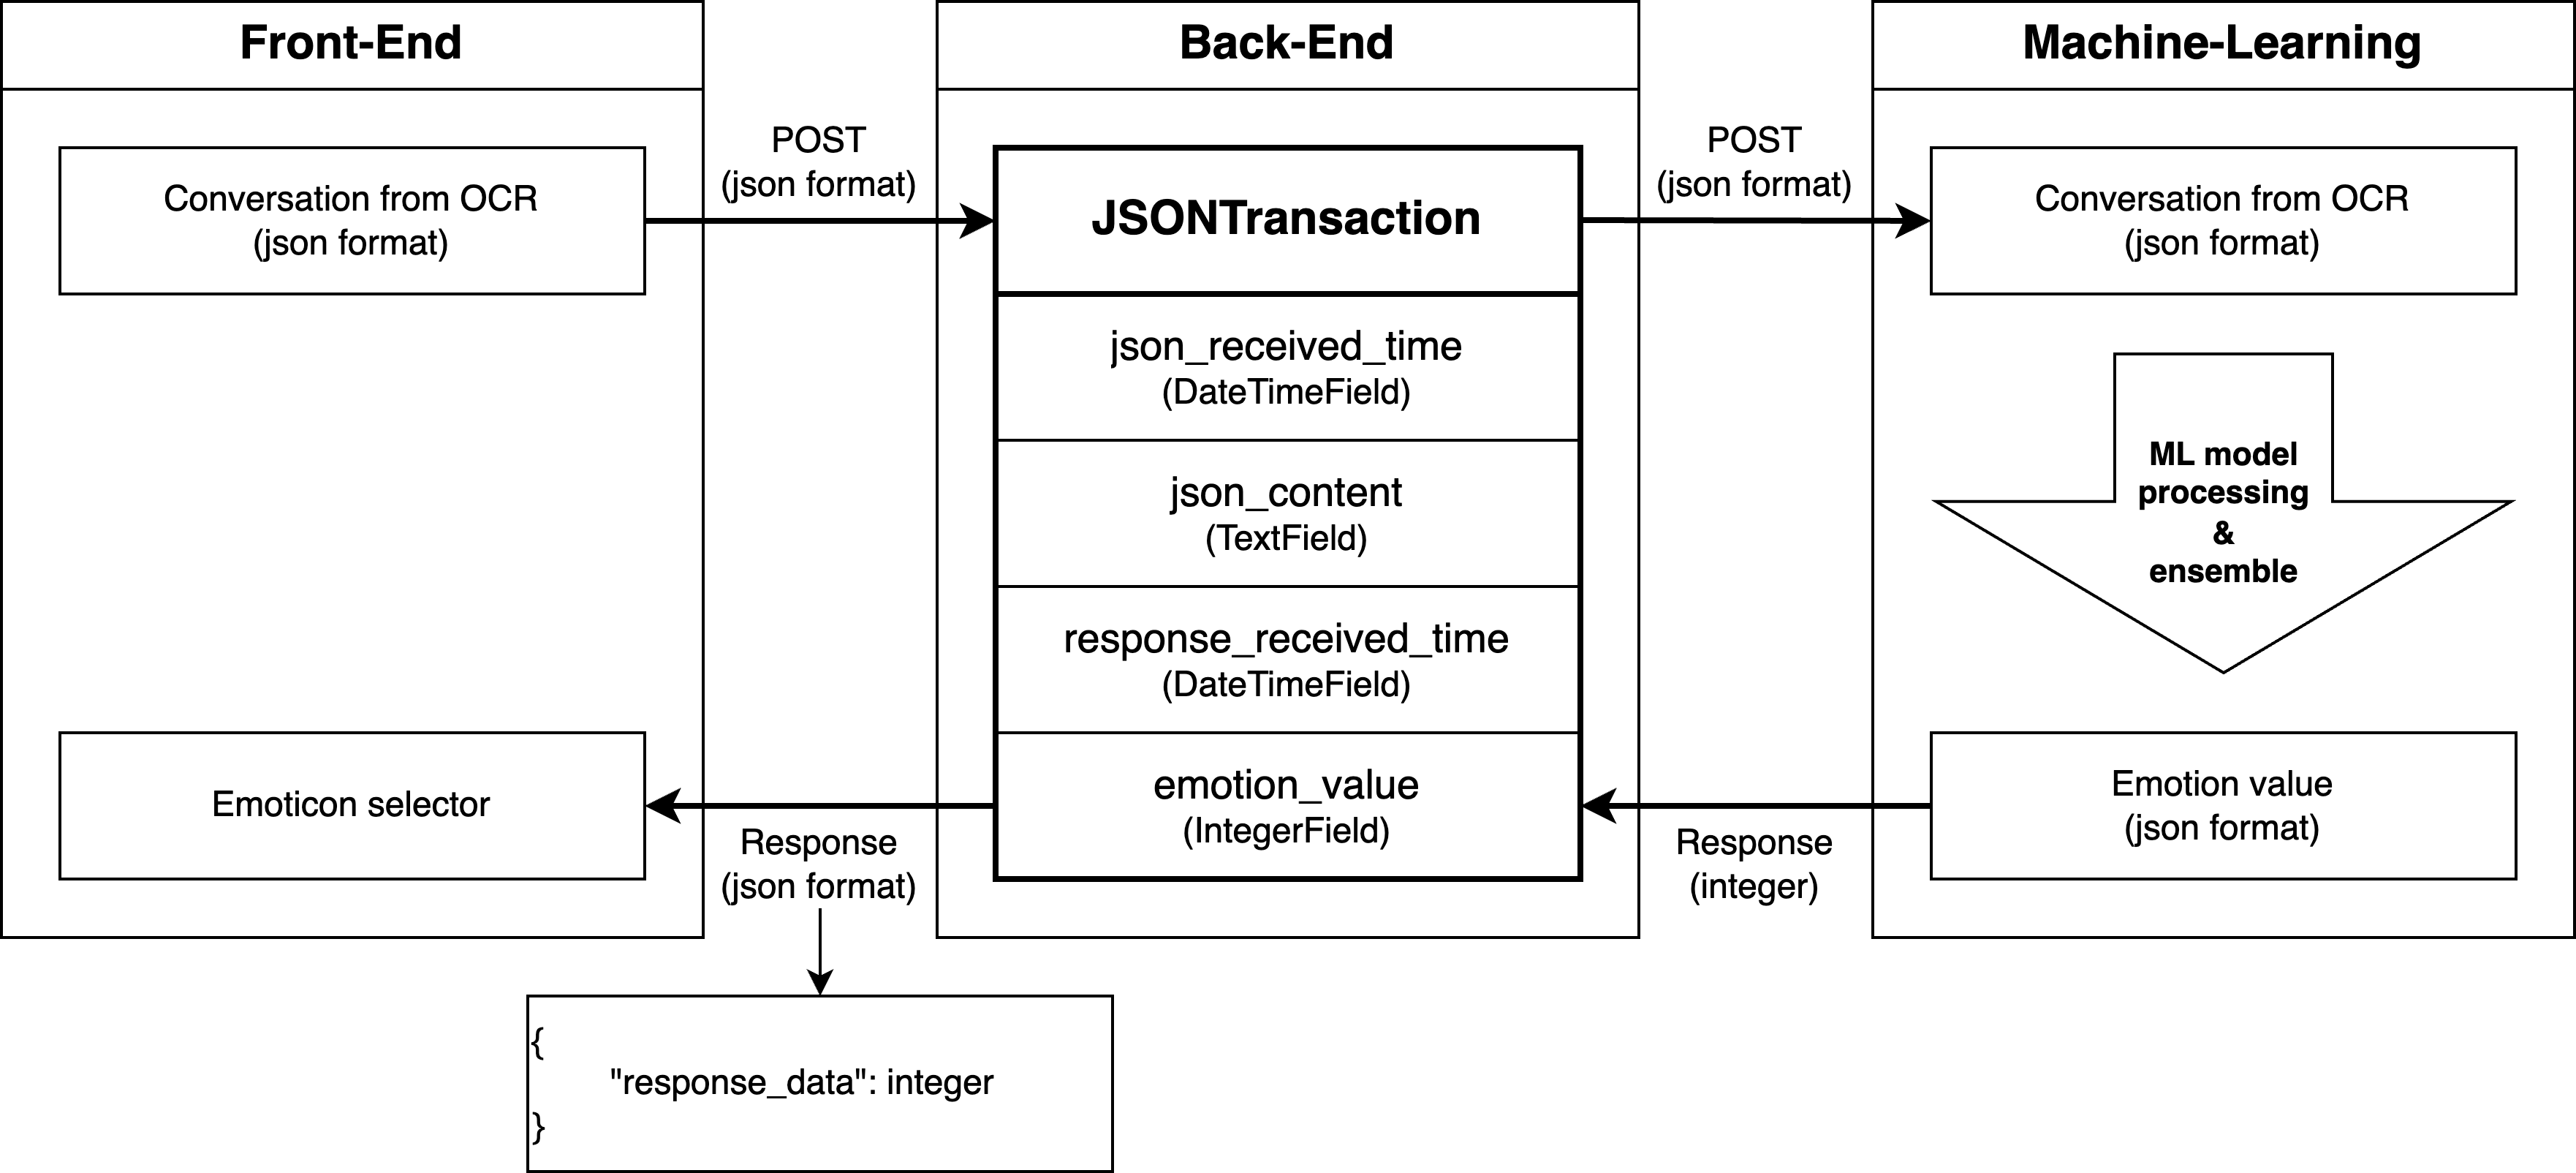 Front-End
Back-End
Machine-Learning
Conversation from OCR
(json format)
POST
(json format)
JSONTransaction
POST
(json format)
Conversation from OCR
(json format)
json_received_time
(DateTimeField)
json_content
(TextField)
response_received_time
(DateTimeField)
emotion_value
(IntegerField)
ML model
processing
&
ensemble
Emotion value
(json format)
Response
(integer)
Response
(json format)
Emoticon selector
{
"response_data": integer
}